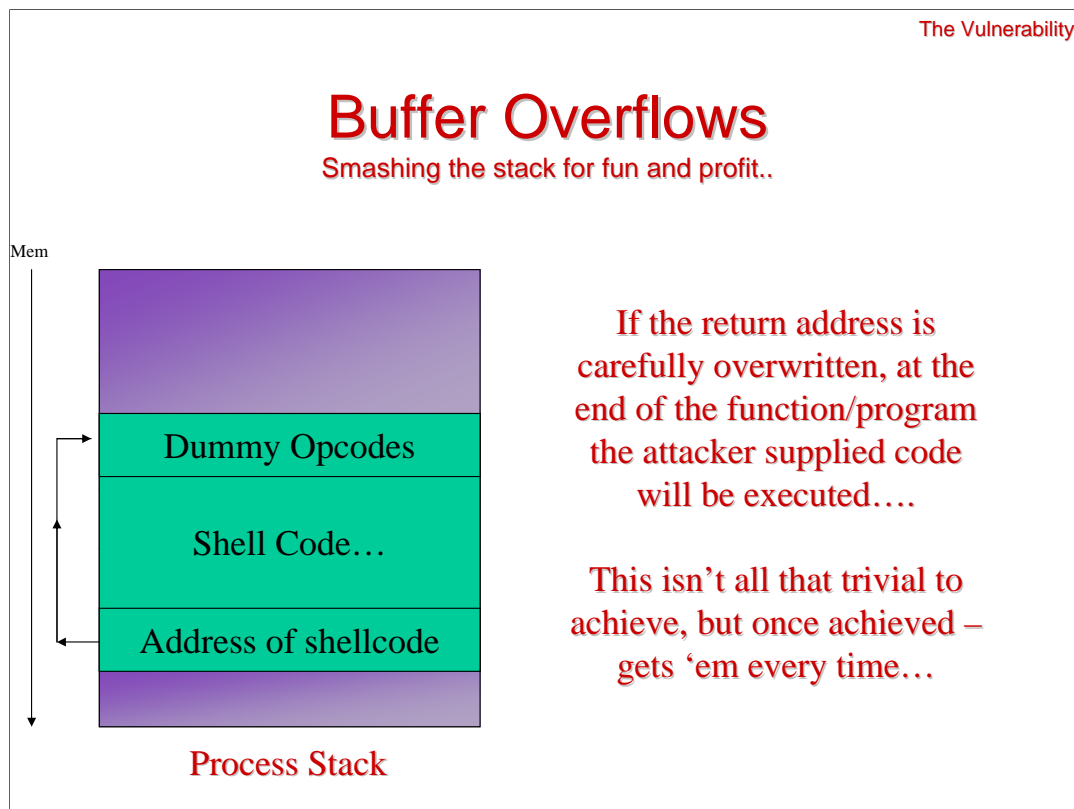 The Vulnerability
Buffer Overflows
Smashing the stack for fun and profit..
Mem
Dummy Opcodes
Shell Code…
Address of shellcode
Process Stack
If the return address is
carefully overwritten, at the
end of the function/program
the attacker supplied code
will be executed….
This isn’t all that trivial to
achieve, but once achieved –
gets ‘em every time…